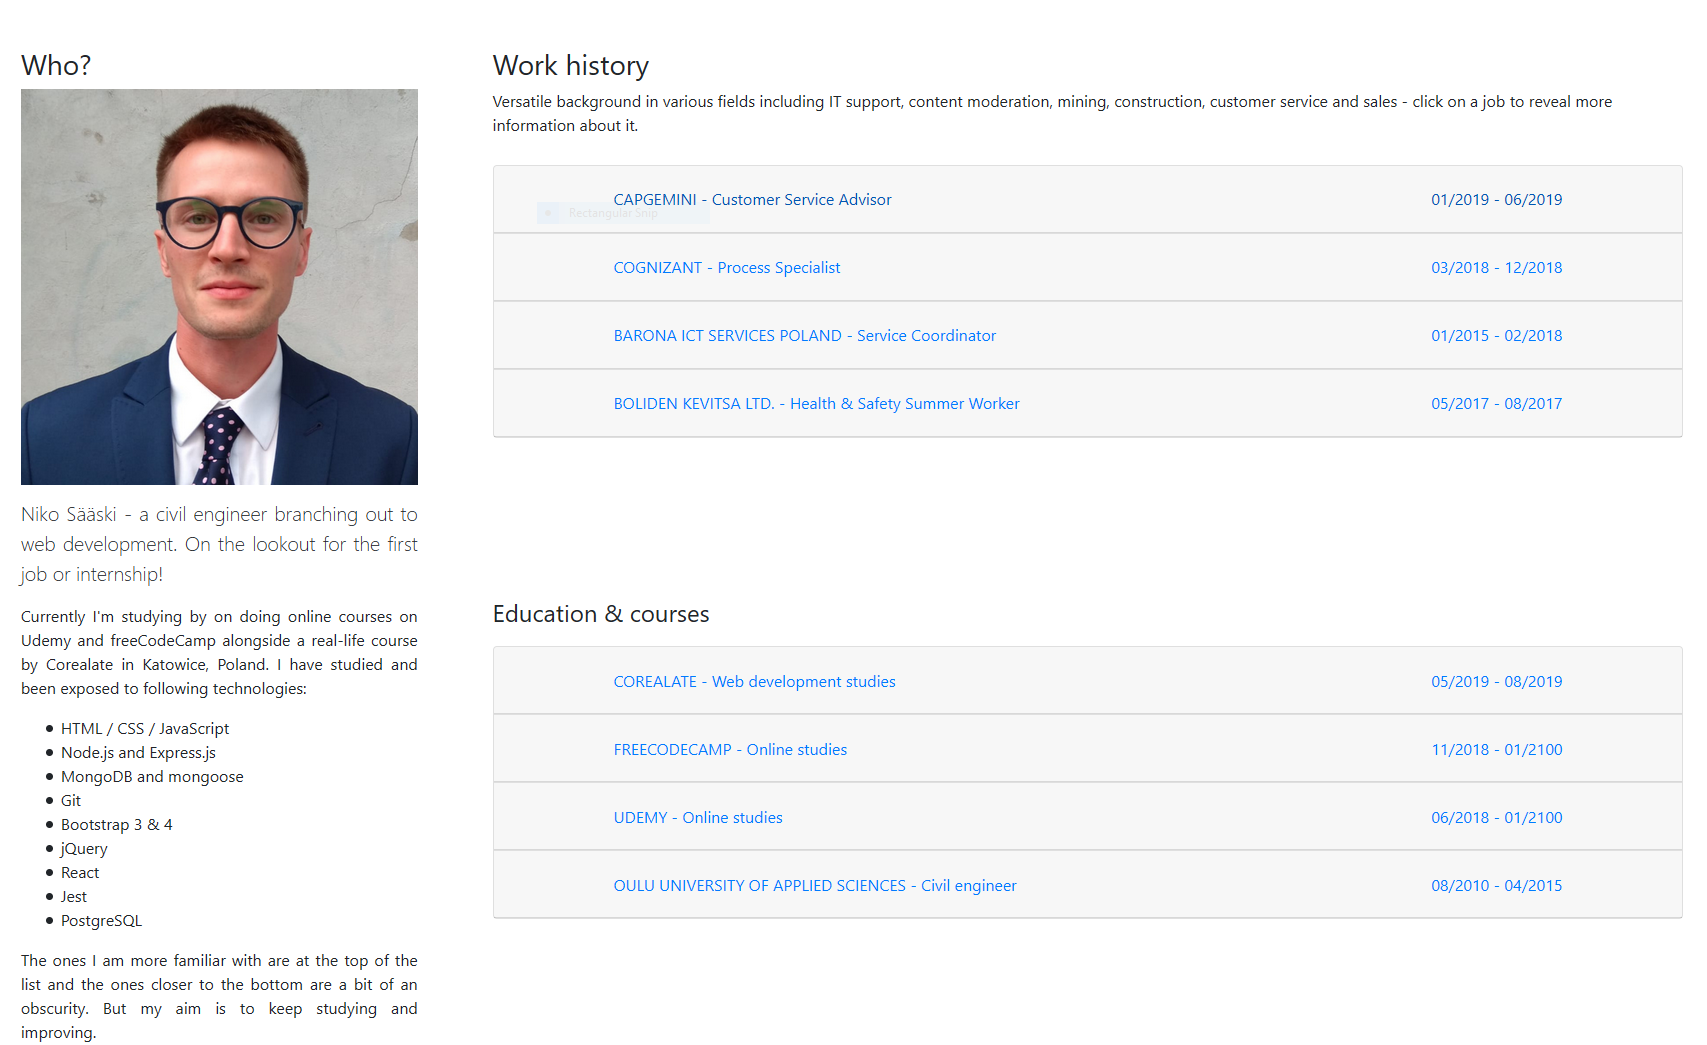 Who?
Niko Sääski - a civil engineer branching out to
web development. On the lookout for the first
job or internship!
Currently I'm studying by on doing online courses on
Udemy and freeCodeCamp alongside a real-life course
by Corealate in Katowice, Poland. I have studied and
been exposed to following technologies:
HTML / CSS / JavaScript
Node.js and Express.js
MongoDB and mongoose
Git
Bootstrap 3 & 4
jQuery
React
Jest
PostgreSQL
The ones I am more familiar with are at the top of the
list and the ones closer to the bottom are a bit of an
obscurity. But my aim is to keep studying and
improving.
Work history
Versatile background in various fields including IT support, content moderation, mining, construction, customer service and sales - click on a job to reveal more
information about it.
CAPGEMINI - Customer Service Advisor 01/2019 - 06/2019
Rectangular Snip
COGNIZANT - Process Specialist 03/2018 - 12/2018
BARONA ICT SERVICES POLAND - Service Coordinator 01/2015 - 02/2018
BOLIDEN KEVITSA LTD. - Health & Safety Summer Worker 05/2017 - 08/2017
Education & courses
COREALATE - Web development studies 05/2019 - 08/2019
FREECODECAMP - Online studies 11/2018 - 01/2100
UDEMY - Online studies 06/2018 - 01/2100
OULU UNIVERSITY OF APPLIED SCIENCES - Civil engineer 08/2010 - 04/2015